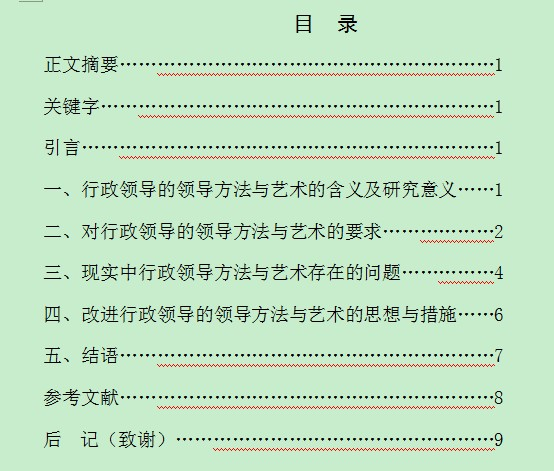 目 录
正文摘要……………………………………………………1
关键字………………………………………………………1
引言…………………………………………………………1
一、行政领导的领导方法与艺术的含义及研究意义……1
二、对行政领导的领导方法与艺术的要求………………2
三、现实中行政领导方法与艺术存在的问题……………4
四、改进行政领导的领导方法与艺术的思想与措施……6
五、结语……………………………………………………7
参考文献……………………………………………………8
后 记（致谢）………………………………………………9